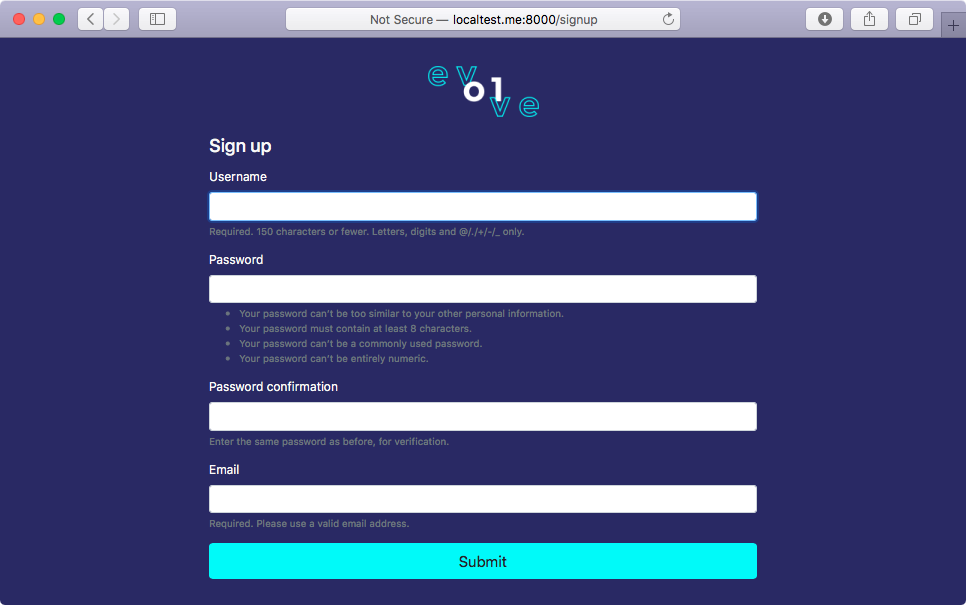 Not Secure — localtest.me:8000/signup
ev
ol
ve
Sign up
Username
Required. 150 characters or fewer. Letters, digits and @/./+/-/_ only.
Password
• Your password can't be too similar to your other personal information.
• Your password must contain at least 8 characters.
• Your password can't be a commonly used password.
• Your password can't be entirely numeric.
Password confirmation
Enter the same password as before, for verification.
Email
Required. Please use a valid email address.
Submit